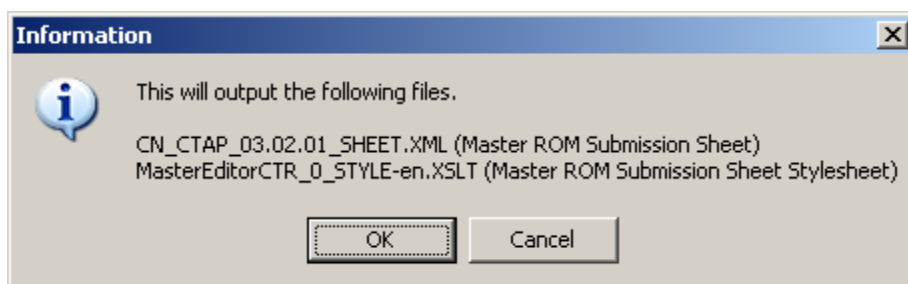 Information
This will output the following files.
CN_CTAP_03.02.01_SHEET.XML (Master ROM Submission Sheet)
MasterEditorCTR_0_STYLE-en.XSLT (Master ROM Submission Sheet Stylesheet)
OK
Cancel